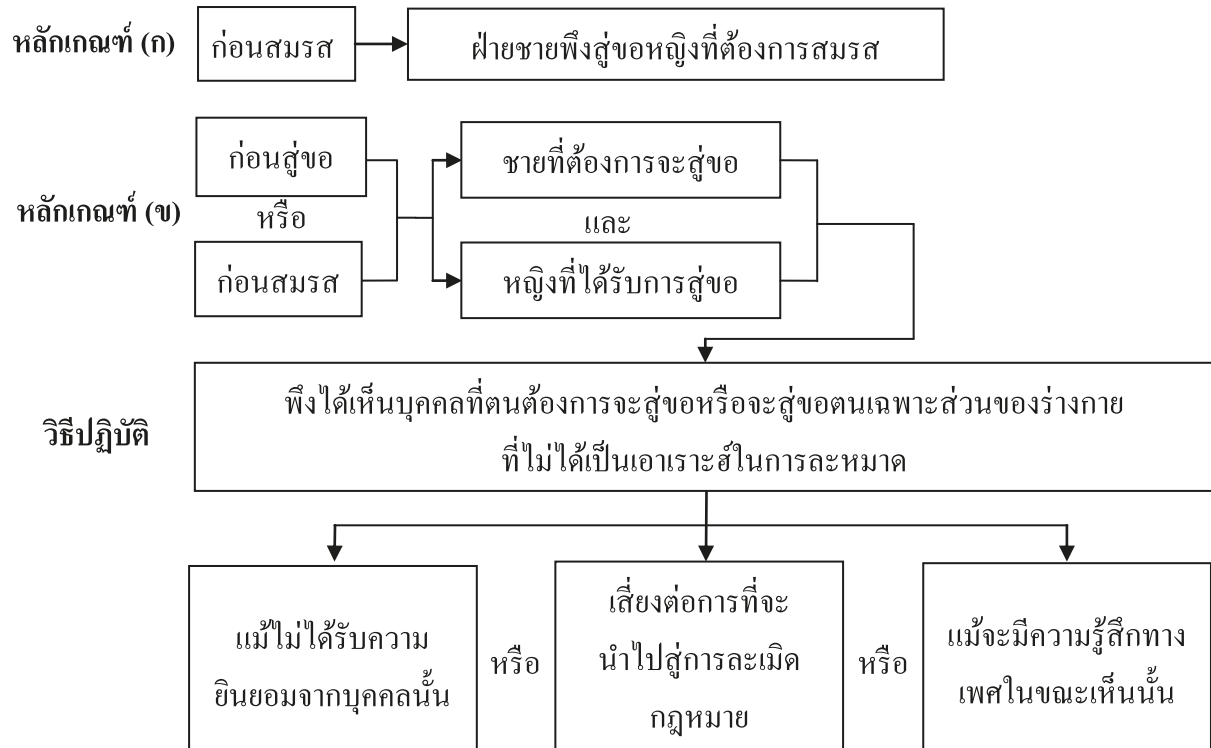 หลักเกณฑ์ (ก)
ก่อนสมรส
ฝ่ายชายพึงสู่ขอหญิงที่ต้องการสมรส
หลักเกณฑ์ (ข)
ก่อนสู่ขอ
หรือ
ก่อนสมรส
ชายที่ต้องการจะสู่ขอ
และ
หญิงที่ได้รับการสู่ขอ
วิธีปฏิบัติ
พึงได้เห็นบุคคลที่ตนต้องการจะสู่ขอหรือจะสู่ขอตนเฉพาะส่วนของร่างกาย
ที่ไม่ได้เป็นเอาเราะฮ์ในการละหมาด
แม้ไม่ได้รับความ
ยินยอมจากบุคคลนั้น
หรือ
เสี่ยงต่อการที่จะ
นำไปสู่การละเมิด
กฎหมาย
หรือ
แม้จะมีความรู้สึกทาง
เพศในขณะเห็นนั้น